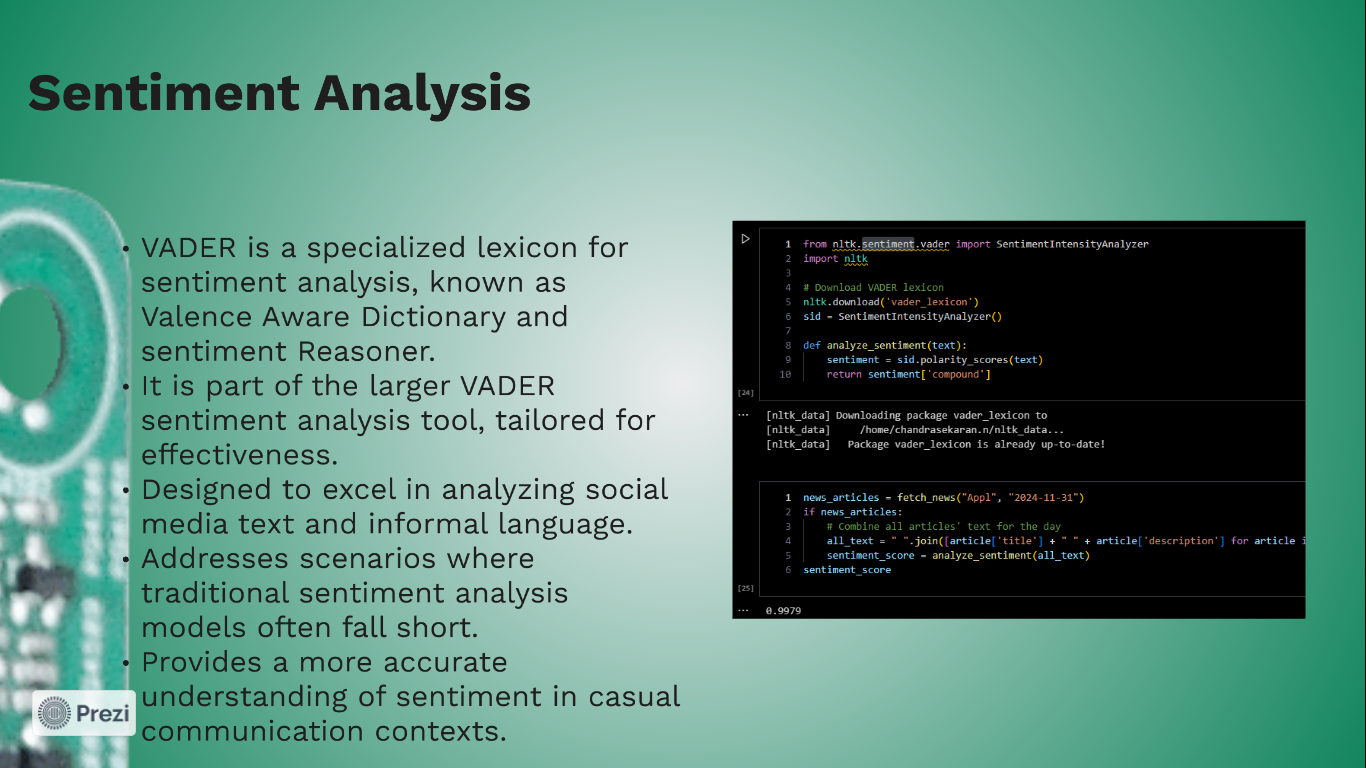 Sentiment Analysis
• VADER is a specialized lexicon for
sentiment analysis, known as
Valence Aware Dictionary and
sentiment Reasoner.
• It is part of the larger VADER
sentiment analysis tool, tailored for
effectiveness.
• Designed to excel in analyzing social
media text and informal language.
• Addresses scenarios where
traditional sentiment analysis
models often fall short.
• Provides a more accurate
understanding of sentiment in casual
communication contexts.
Prezi
1 from nltk.sentiment.vader import SentimentIntensityAnalyzer
2 import nltk
3
4 # Download VADER lexicon
5 nltk.download('vader_lexicon')
6 sid = SentimentIntensityAnalyzer()
7
8 def analyze_sentiment(text):
9     sentiment = sid.polarity_scores(text)
10     return sentiment['compound']
[24]
... [nltk_data] Downloading package vader_lexicon to
[nltk_data]     /home/chandrasekaran.n/nltk_data...
[nltk_data]   Package vader_lexicon is already up-to-date!
1 news_articles = fetch_news("Appl", "2024-11-31")
2 if news_articles:
3     # Combine all articles' text for the day
4     all_text = " ".join([article['title'] + " " + article['description'] for article i
5     sentiment_score = analyze_sentiment(all_text)
6 sentiment_score
[25]
... 0.9979